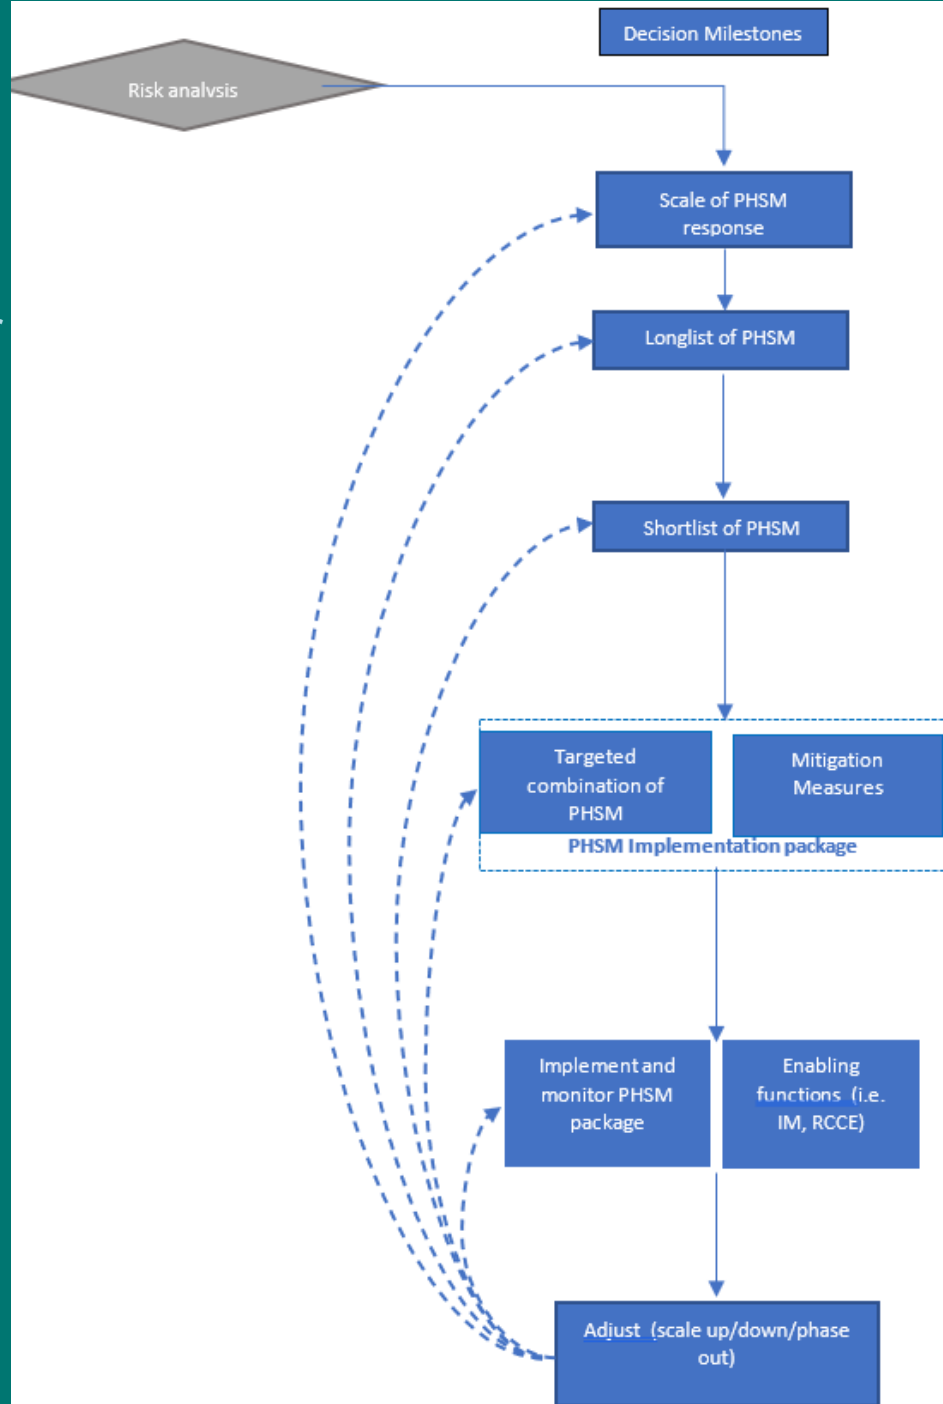 Decision Milestones
Risk analysis
Scale of PHSM
response
Longlist of PHSM
Shortlist of PHSM
Targeted
combination of
PHSM
Mitigation
Measures
PHSM Implementation package
Implement and
monitor PHSM
package
Enabling
functions (i.e.
IM, RCCE)
Adjust (scale up/down/phase
out)